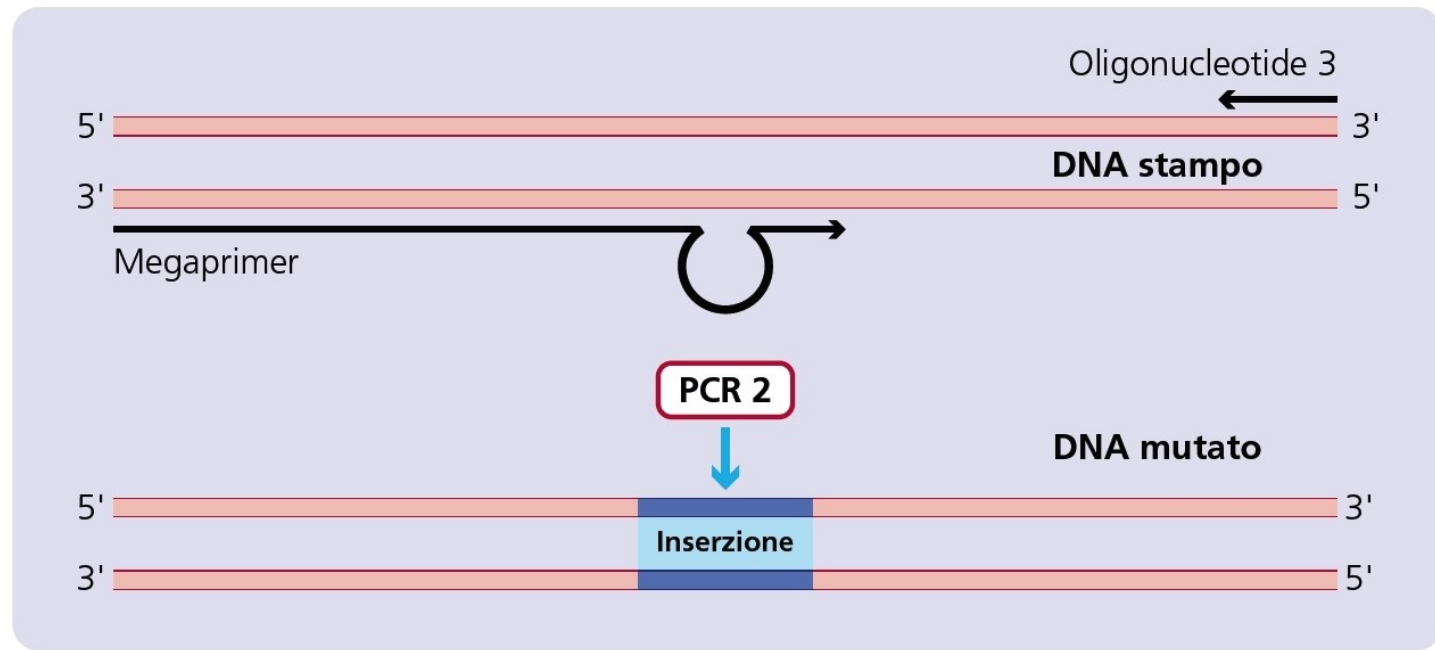 Oligonucleotide 3
5' 3'
DNA stampo
3' 5'
Megaprimer
PCR 2
DNA mutato
5' 3'
Inserzione
3' 5'